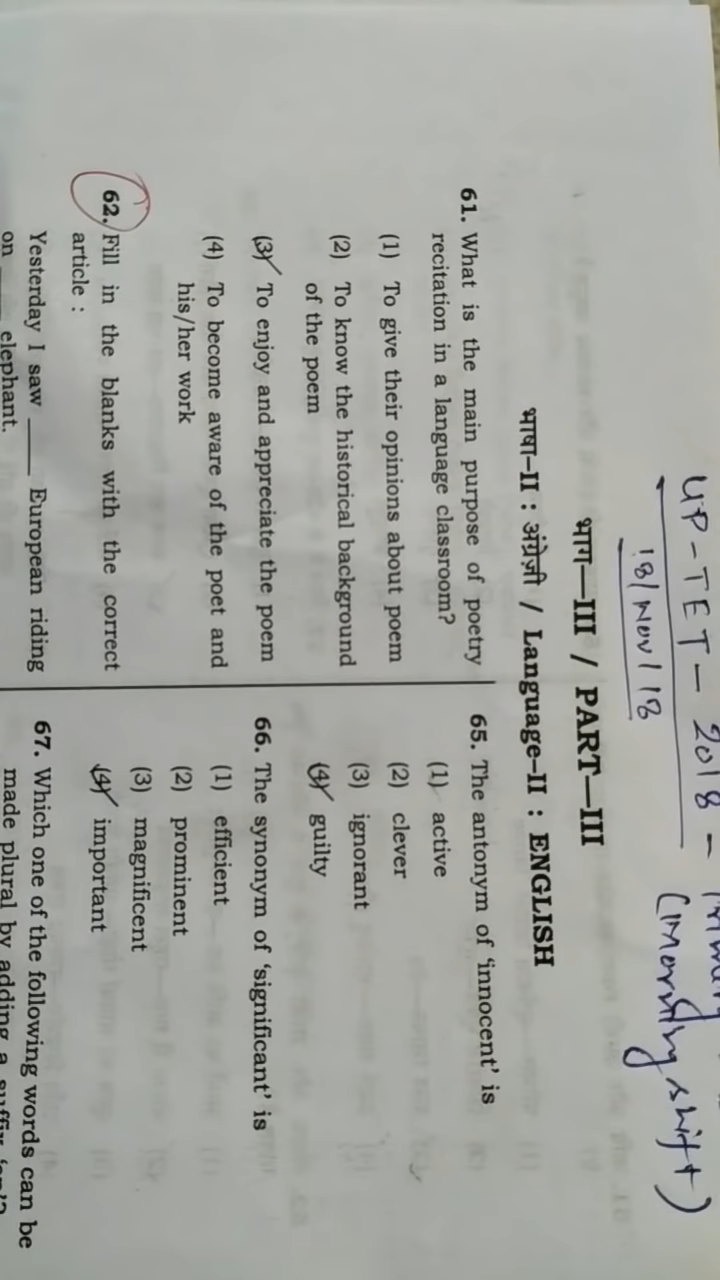 UP-TET - 2018 -
18/Nov/18
(Morning shift)
भाग—III / PART—III
भाषा–II : अंग्रेज़ी / Language–II : ENGLISH
61. What is the main purpose of poetry
recitation in a language classroom?
(1) To give their opinions about poem
(2) To know the historical background
of the poem
(3) To enjoy and appreciate the poem
(4) To become aware of the poet and
his/her work
62. Fill in the blanks with the correct
article :
Yesterday I saw ____ European riding
on ____ elephant.
65. The antonym of ‘innocent’ is
(1) active
(2) clever
(3) ignorant
(4) guilty
66. The synonym of ‘significant’ is
(1) efficient
(2) prominent
(3) magnificent
(4) important
67. Which one of the following words can be
made plural by adding a suffix